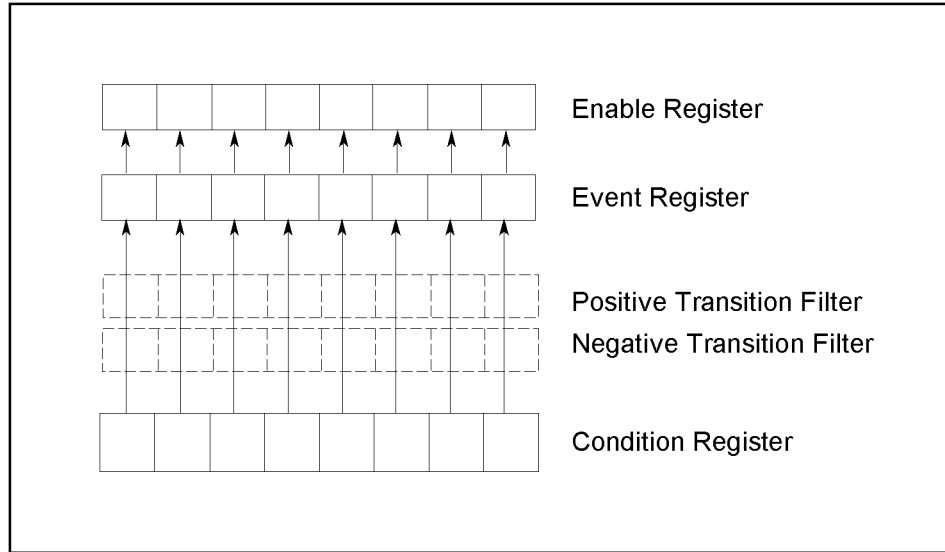 Enable Register
Event Register
Positive Transition Filter
Negative Transition Filter
Condition Register